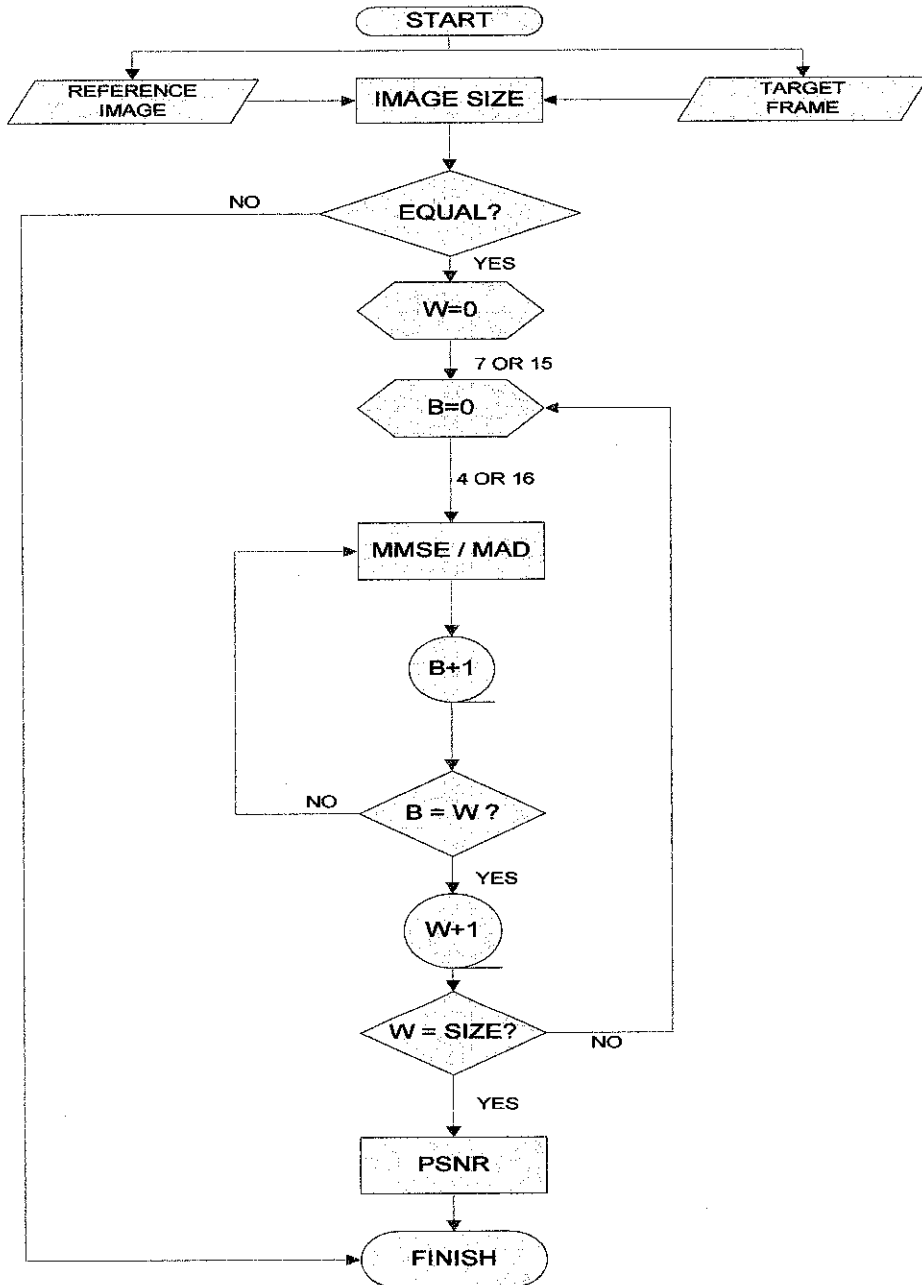 START
REFERENCE
IMAGE
IMAGE SIZE
TARGET
FRAME
NO
EQUAL?
YES
W=0
7 OR 15
B=0
4 OR 16
MMSE / MAD
B+1
NO
B = W ?
YES
W+1
W = SIZE?
NO
YES
PSNR
FINISH